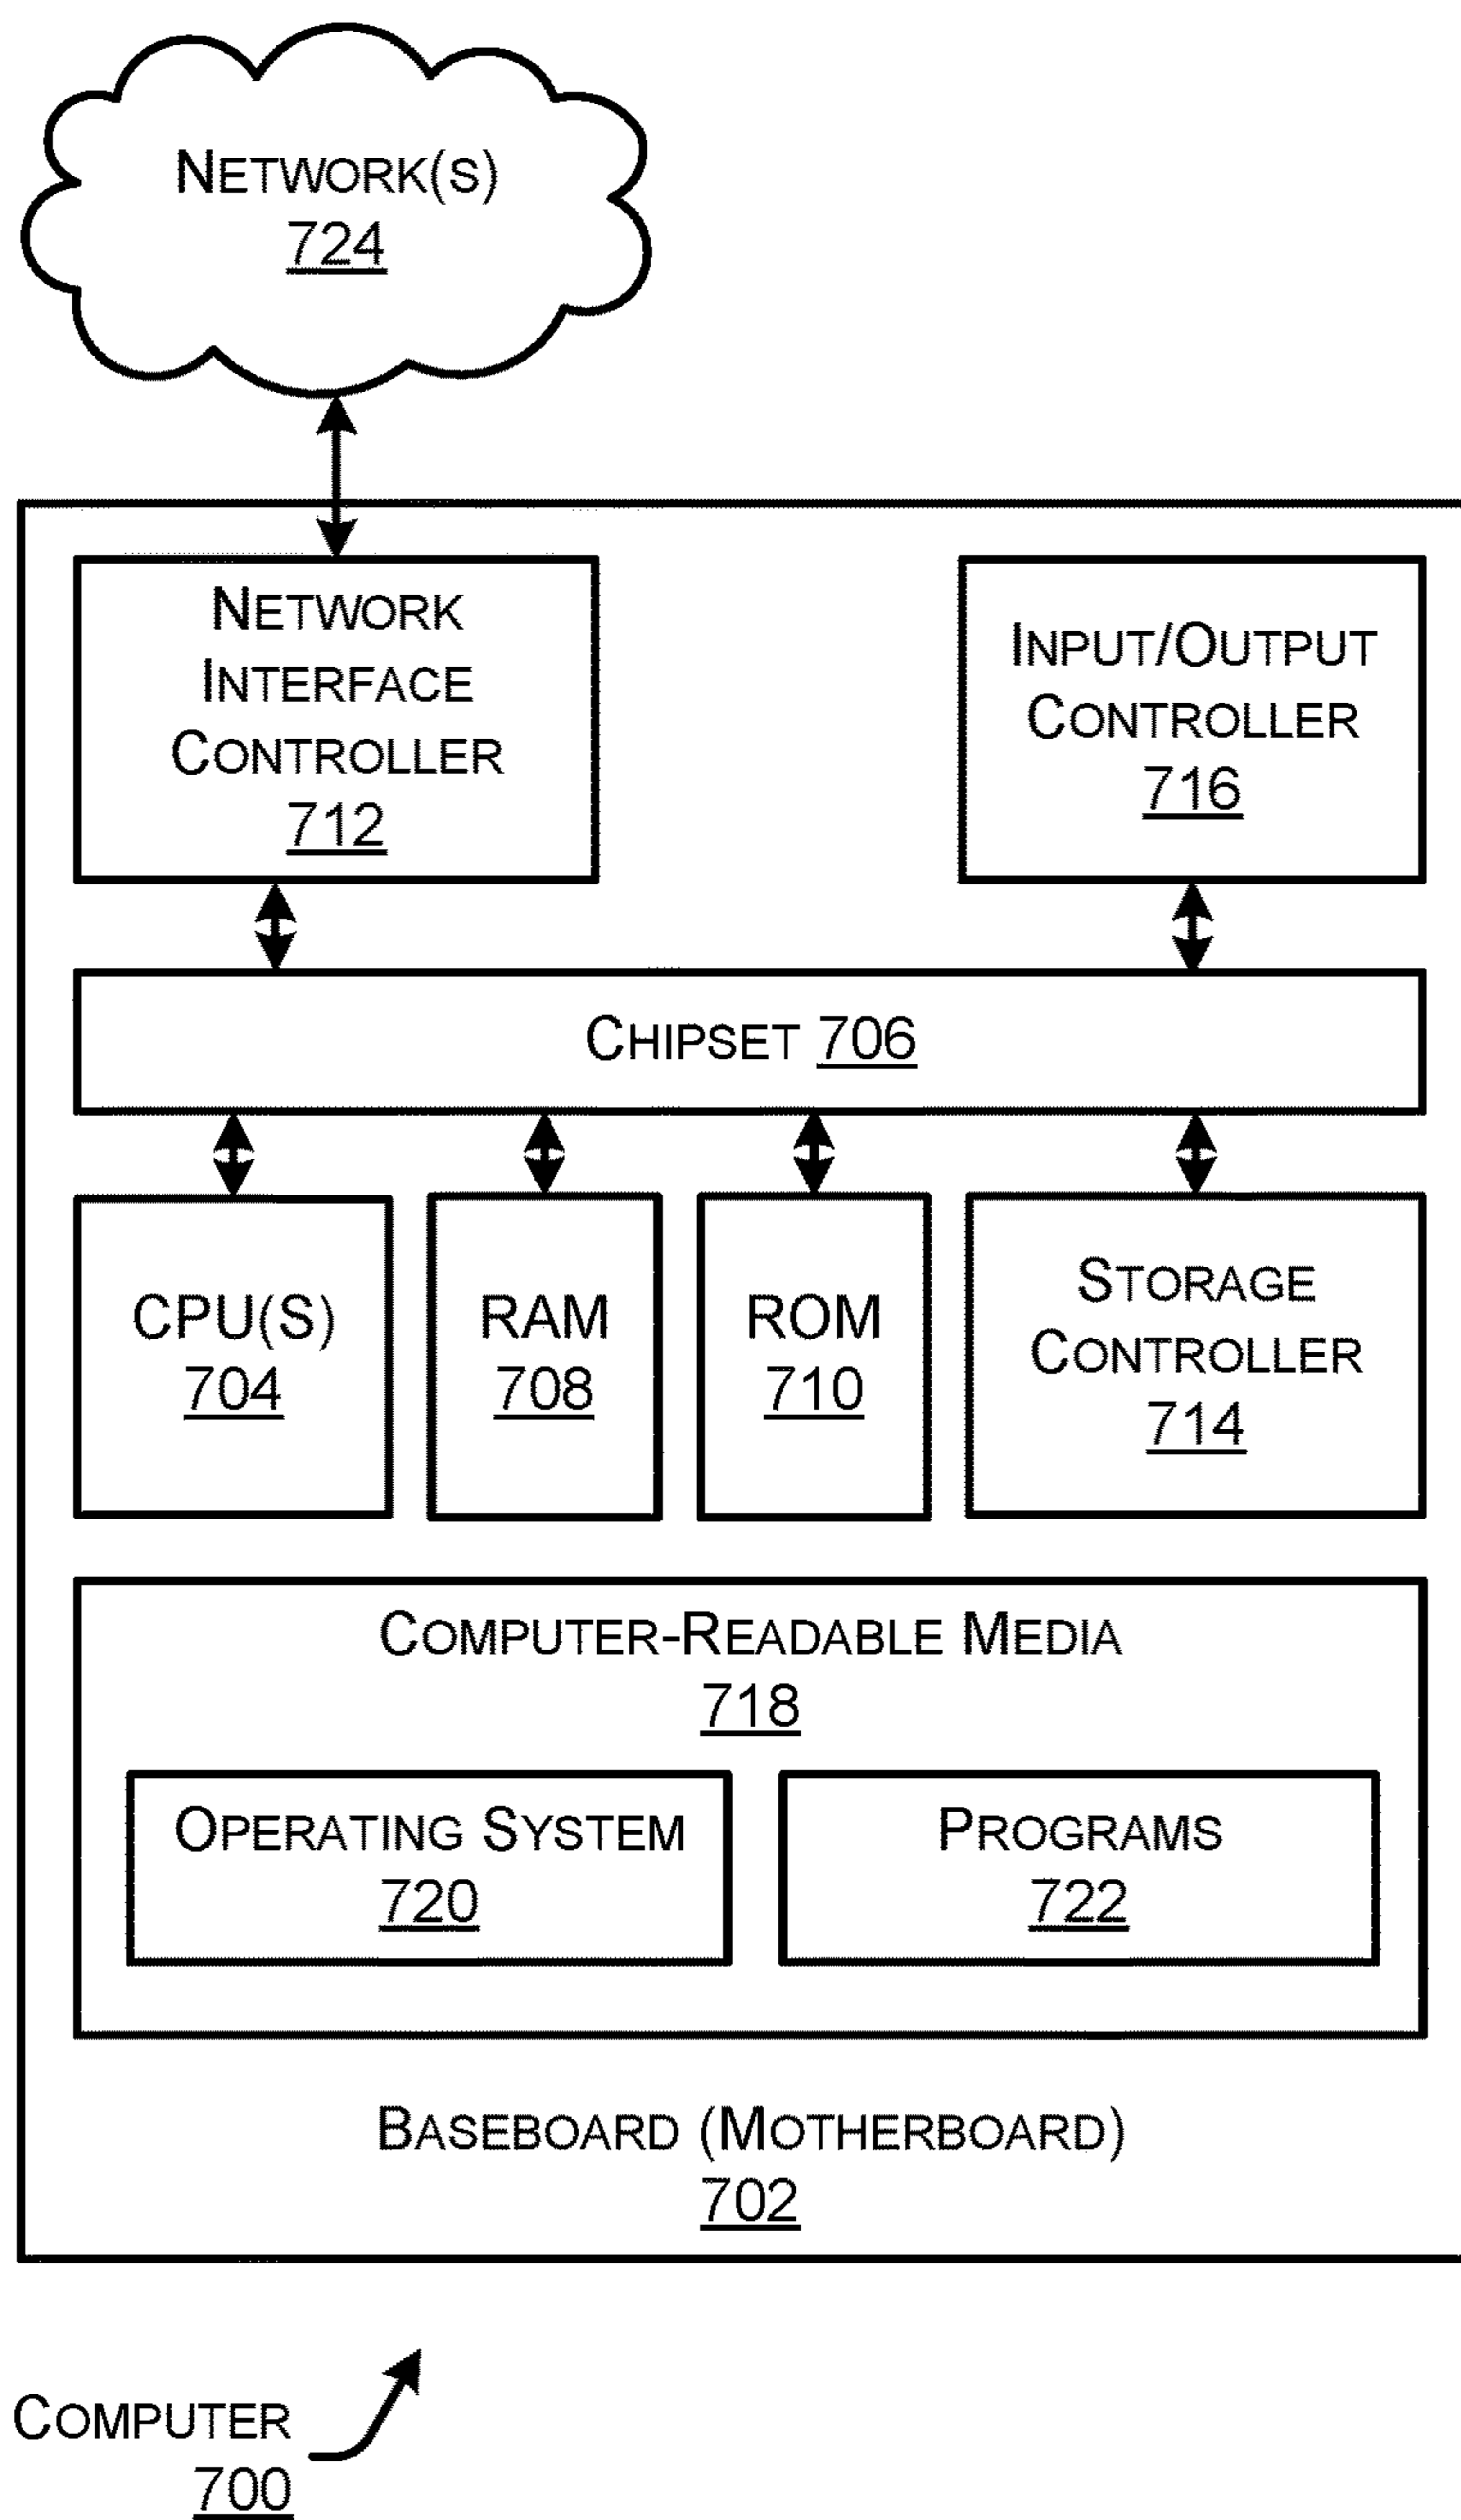 NETWORK(S)
724
NETWORK
INTERFACE
CONTROLLER
712
INPUT/OUTPUT
CONTROLLER
716
CHIPSET 706
CPU(S)
704
RAM
708
ROM
710
STORAGE
CONTROLLER
714
COMPUTER-READABLE MEDIA
718
OPERATING SYSTEM
720
PROGRAMS
722
BASEBOARD (MOTHERBOARD)
702
COMPUTER
700